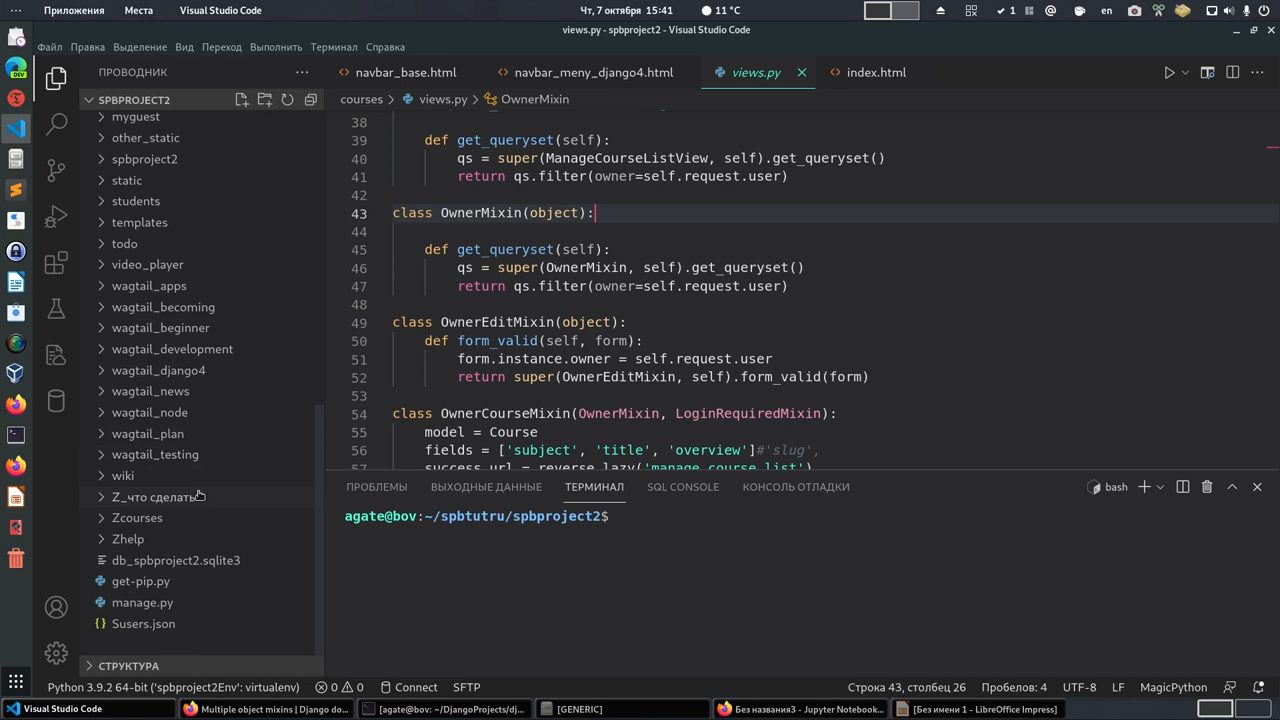 Приложения Места Visual Studio Code Чт, 7 октября 15:41 11 °C 1 en
views.py - spbproject2 - Visual Studio Code
Файл Правка Выделение Вид Переход Выполнить Терминал Справка
ПРОВОДНИК
navbar_base.html navbar_meny_django4.html views.py index.html
SPBPROJECT2
courses > views.py > OwnerMixin
myguest
other_static
spbproject2
static
students
templates
todo
video_player
wagtail_apps
wagtail_becoming
wagtail_beginner
wagtail_development
wagtail_django4
wagtail_news
wagtail_node
wagtail_plan
wagtail_testing
wiki
Z_что сделать
Zcourses
Zhelp
db_spbproject2.sqlite3
get-pip.py
manage.py
Susers.json
СТРУКТУРА
38
39 def get_queryset(self):
40 qs = super(ManageCourseListView, self).get_queryset()
41 return qs.filter(owner=self.request.user)
42
43 class OwnerMixin(object):
44
45 def get_queryset(self):
46 qs = super(OwnerMixin, self).get_queryset()
47 return qs.filter(owner=self.request.user)
48
49 class OwnerEditMixin(object):
50 def form_valid(self, form):
51 form.instance.owner = self.request.user
52 return super(OwnerEditMixin, self).form_valid(form)
53
54 class OwnerCourseMixin(OwnerMixin, LoginRequiredMixin):
55 model = Course
56 fields = ['subject', 'title', 'overview']#'slug',
57 success_url = reverse_lazy('manage_course_list')
ПРОБЛЕМЫ ВЫХОДНЫЕ ДАННЫЕ ТЕРМИНАЛ SQL CONSOLE КОНСОЛЬ ОТЛАДКИ bash
agate@bov:~/spbtutru/spbproject2$
Python 3.9.2 64-bit ('spbproject2Env': virtualenv) 0 0 Connect SFTP Строка 43, столбец 26 Пробелов: 4 UTF-8 LF MagicPython
Visual Studio Code Multiple object mixins | Django do... [agate@bov: ~/DjangoProjects/dj... [GENERIC] Без названия3 - Jupyter Notebook... [Без имени 1 - LibreOffice Impress]